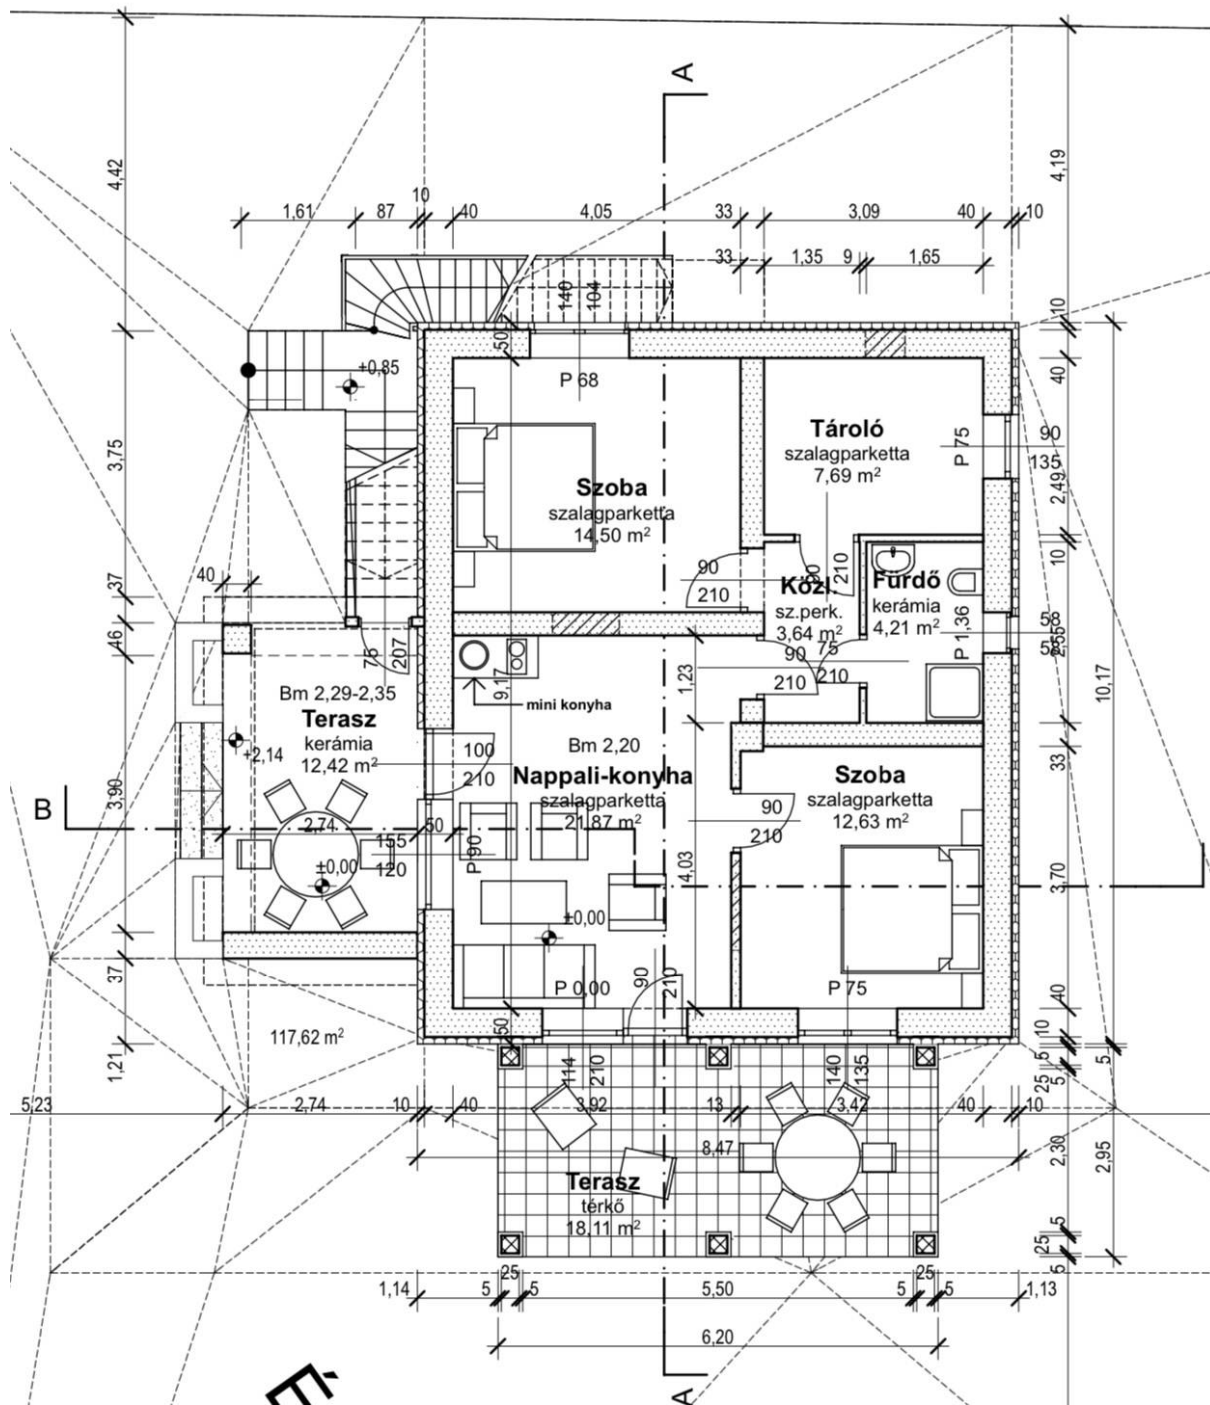 A
4,42
4,19
10
1,61
87
40
4,05
33
3,09
40
10
33
1,35
9
1,65
140
104
10
50
+0,85
P 68
40
Tároló
szalagparketta
7,69 m²
P 75
90
135
2,49
3,75
Szoba
szalagparketta
14,50 m²
90
210
90
210
10
Közl.
sz.perk.
3,64 m²
Fürdő
kerámia
4,21 m²
P 1,36
58
58
2,55
37
40
46
75
207
75
210
90
210
1,23
9,17
mini konyha
10,17
Bm 2,29-2,35
Terasz
kerámia
12,42 m²
+2,14
100
210
Bm 2,20
Nappali-konyha
szalagparketta
21,87 m²
Szoba
szalagparketta
12,63 m²
33
90
210
3,90
B
2,74
50
155
120
P 90
±0,00
4,03
3,70
±0,00
37
P 0,00
90
210
P 75
40
117,62 m²
50
10
1,21
114
210
140
135
5
5
25
5
5,23
2,74
10
40
3,92
13
3,42
40
10
8,47
2,30
2,95
Terasz
térkő
18,11 m²
5
25
5
1,14
5
25
5
5,50
5
25
5
1,13
6,20
A
É